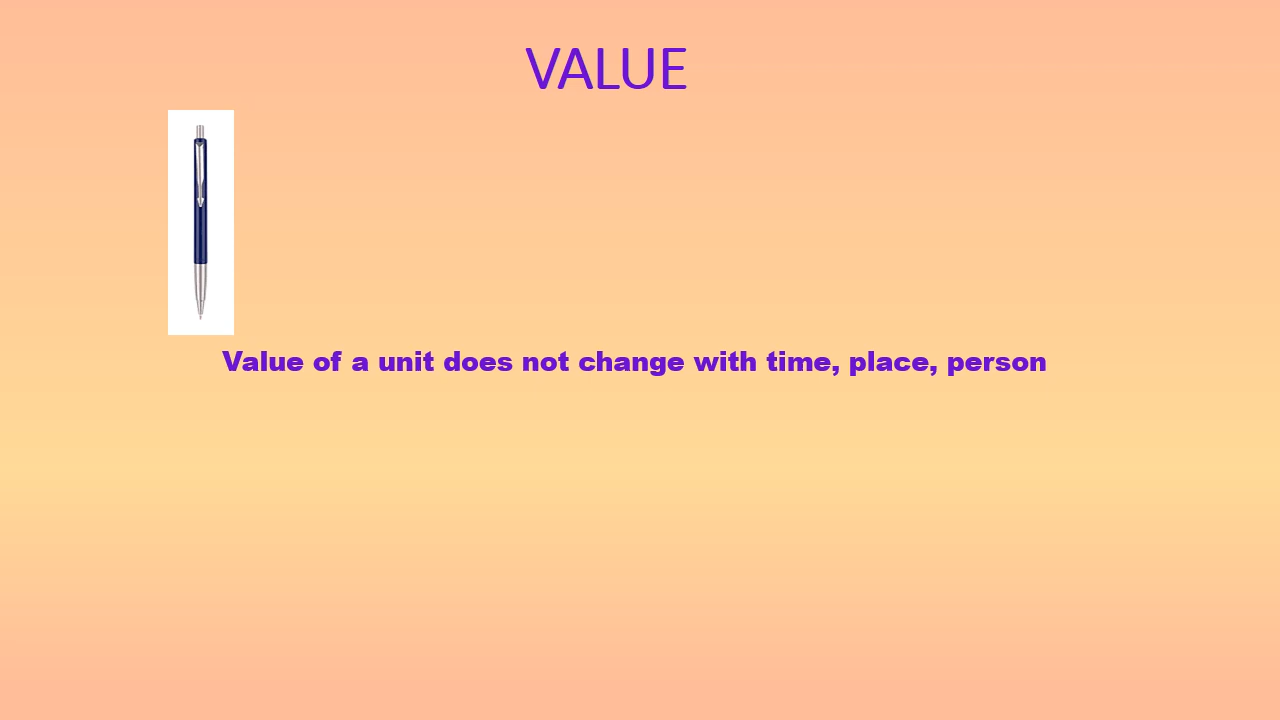 VALUE
Value of a unit does not change with time, place, person